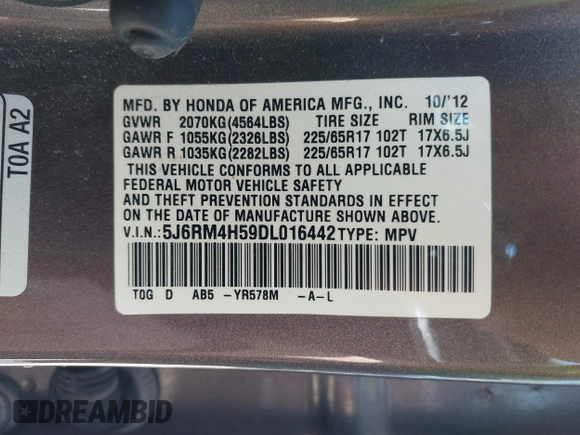 MFD. BY HONDA OF AMERICA MFG., INC. 10/'12
GVWR 2070KG(4564LBS) TIRE SIZE RIM SIZE
GAWR F 1055KG(2326LBS) 225/65R17 102T 17X6.5J
GAWR R 1035KG(2282LBS) 225/65R17 102T 17X6.5J
THIS VEHICLE CONFORMS TO ALL APPLICABLE
FEDERAL MOTOR VEHICLE SAFETY
AND THEFT PREVENTION STANDARDS IN EFFECT
ON THE DATE OF MANUFACTURE SHOWN ABOVE.
V.I.N.:5J6RM4H59DL016442 TYPE: MPV
TOG D AB5 -YR578M -A-L
TOA A2
DREAMBID